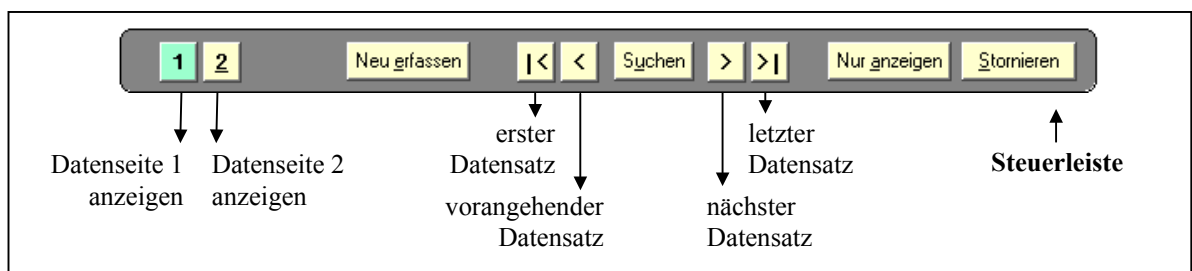 1 2 Neu erfassen |< < Suchen > >| Nur anzeigen Stornieren
erster letzter
Datenseite 1 Datenseite 2 Datensatz Datensatz Steuerleiste
anzeigen anzeigen
vorangehender nächster
Datensatz Datensatz